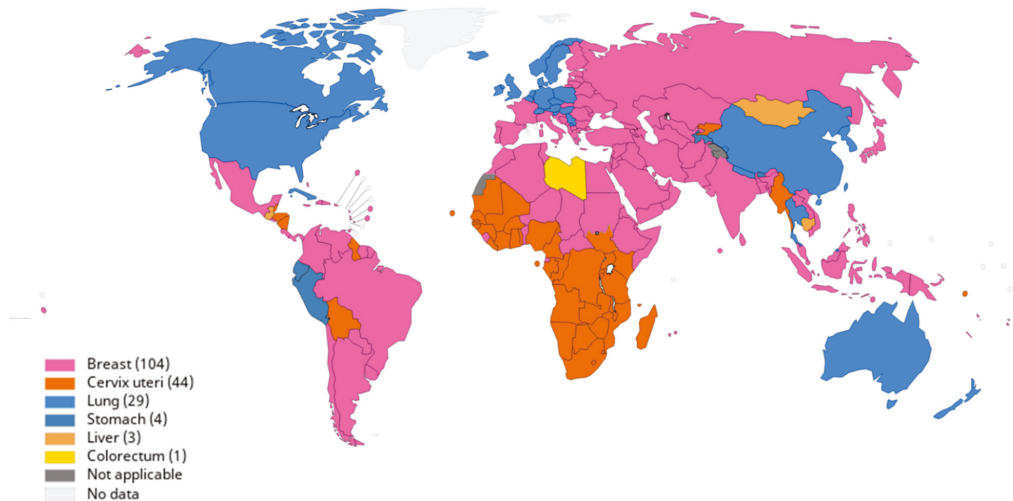 Breast (104)
Cervix uteri (44)
Lung (29)
Stomach (4)
Liver (3)
Colorectum (1)
Not applicable
No data